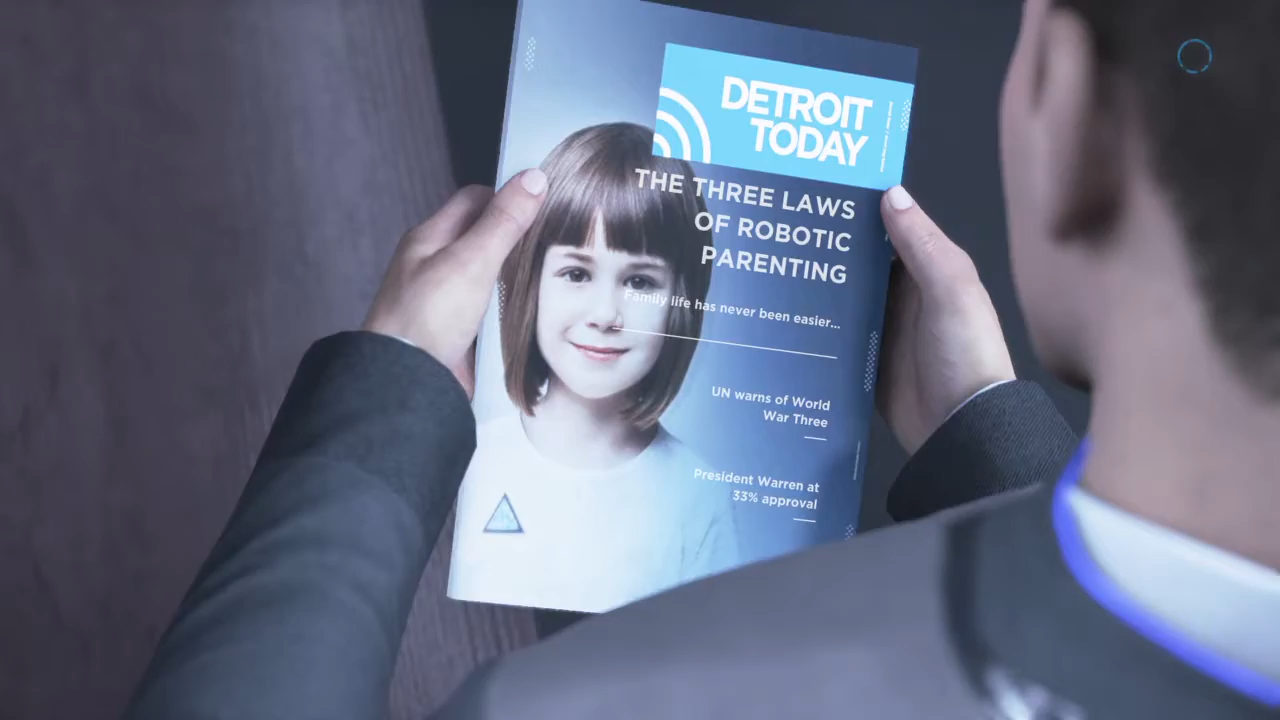 DETROIT
TODAY
THE THREE LAWS
OF ROBOTIC
PARENTING
Family life has never been easier...
UN warns of World
War Three
President Warren at
33% approval